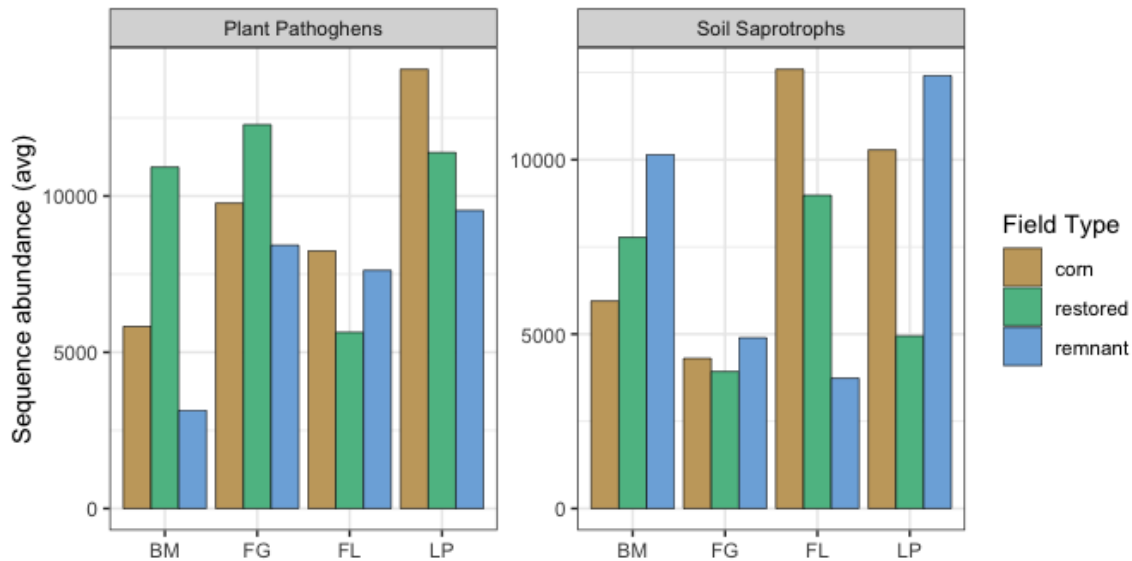 Plant Pathoghens
Soil Saprotrophs
Sequence abundance (avg)
10000
5000
0
10000
5000
0
BM FG FL LP
BM FG FL LP
Field Type
corn
restored
remnant